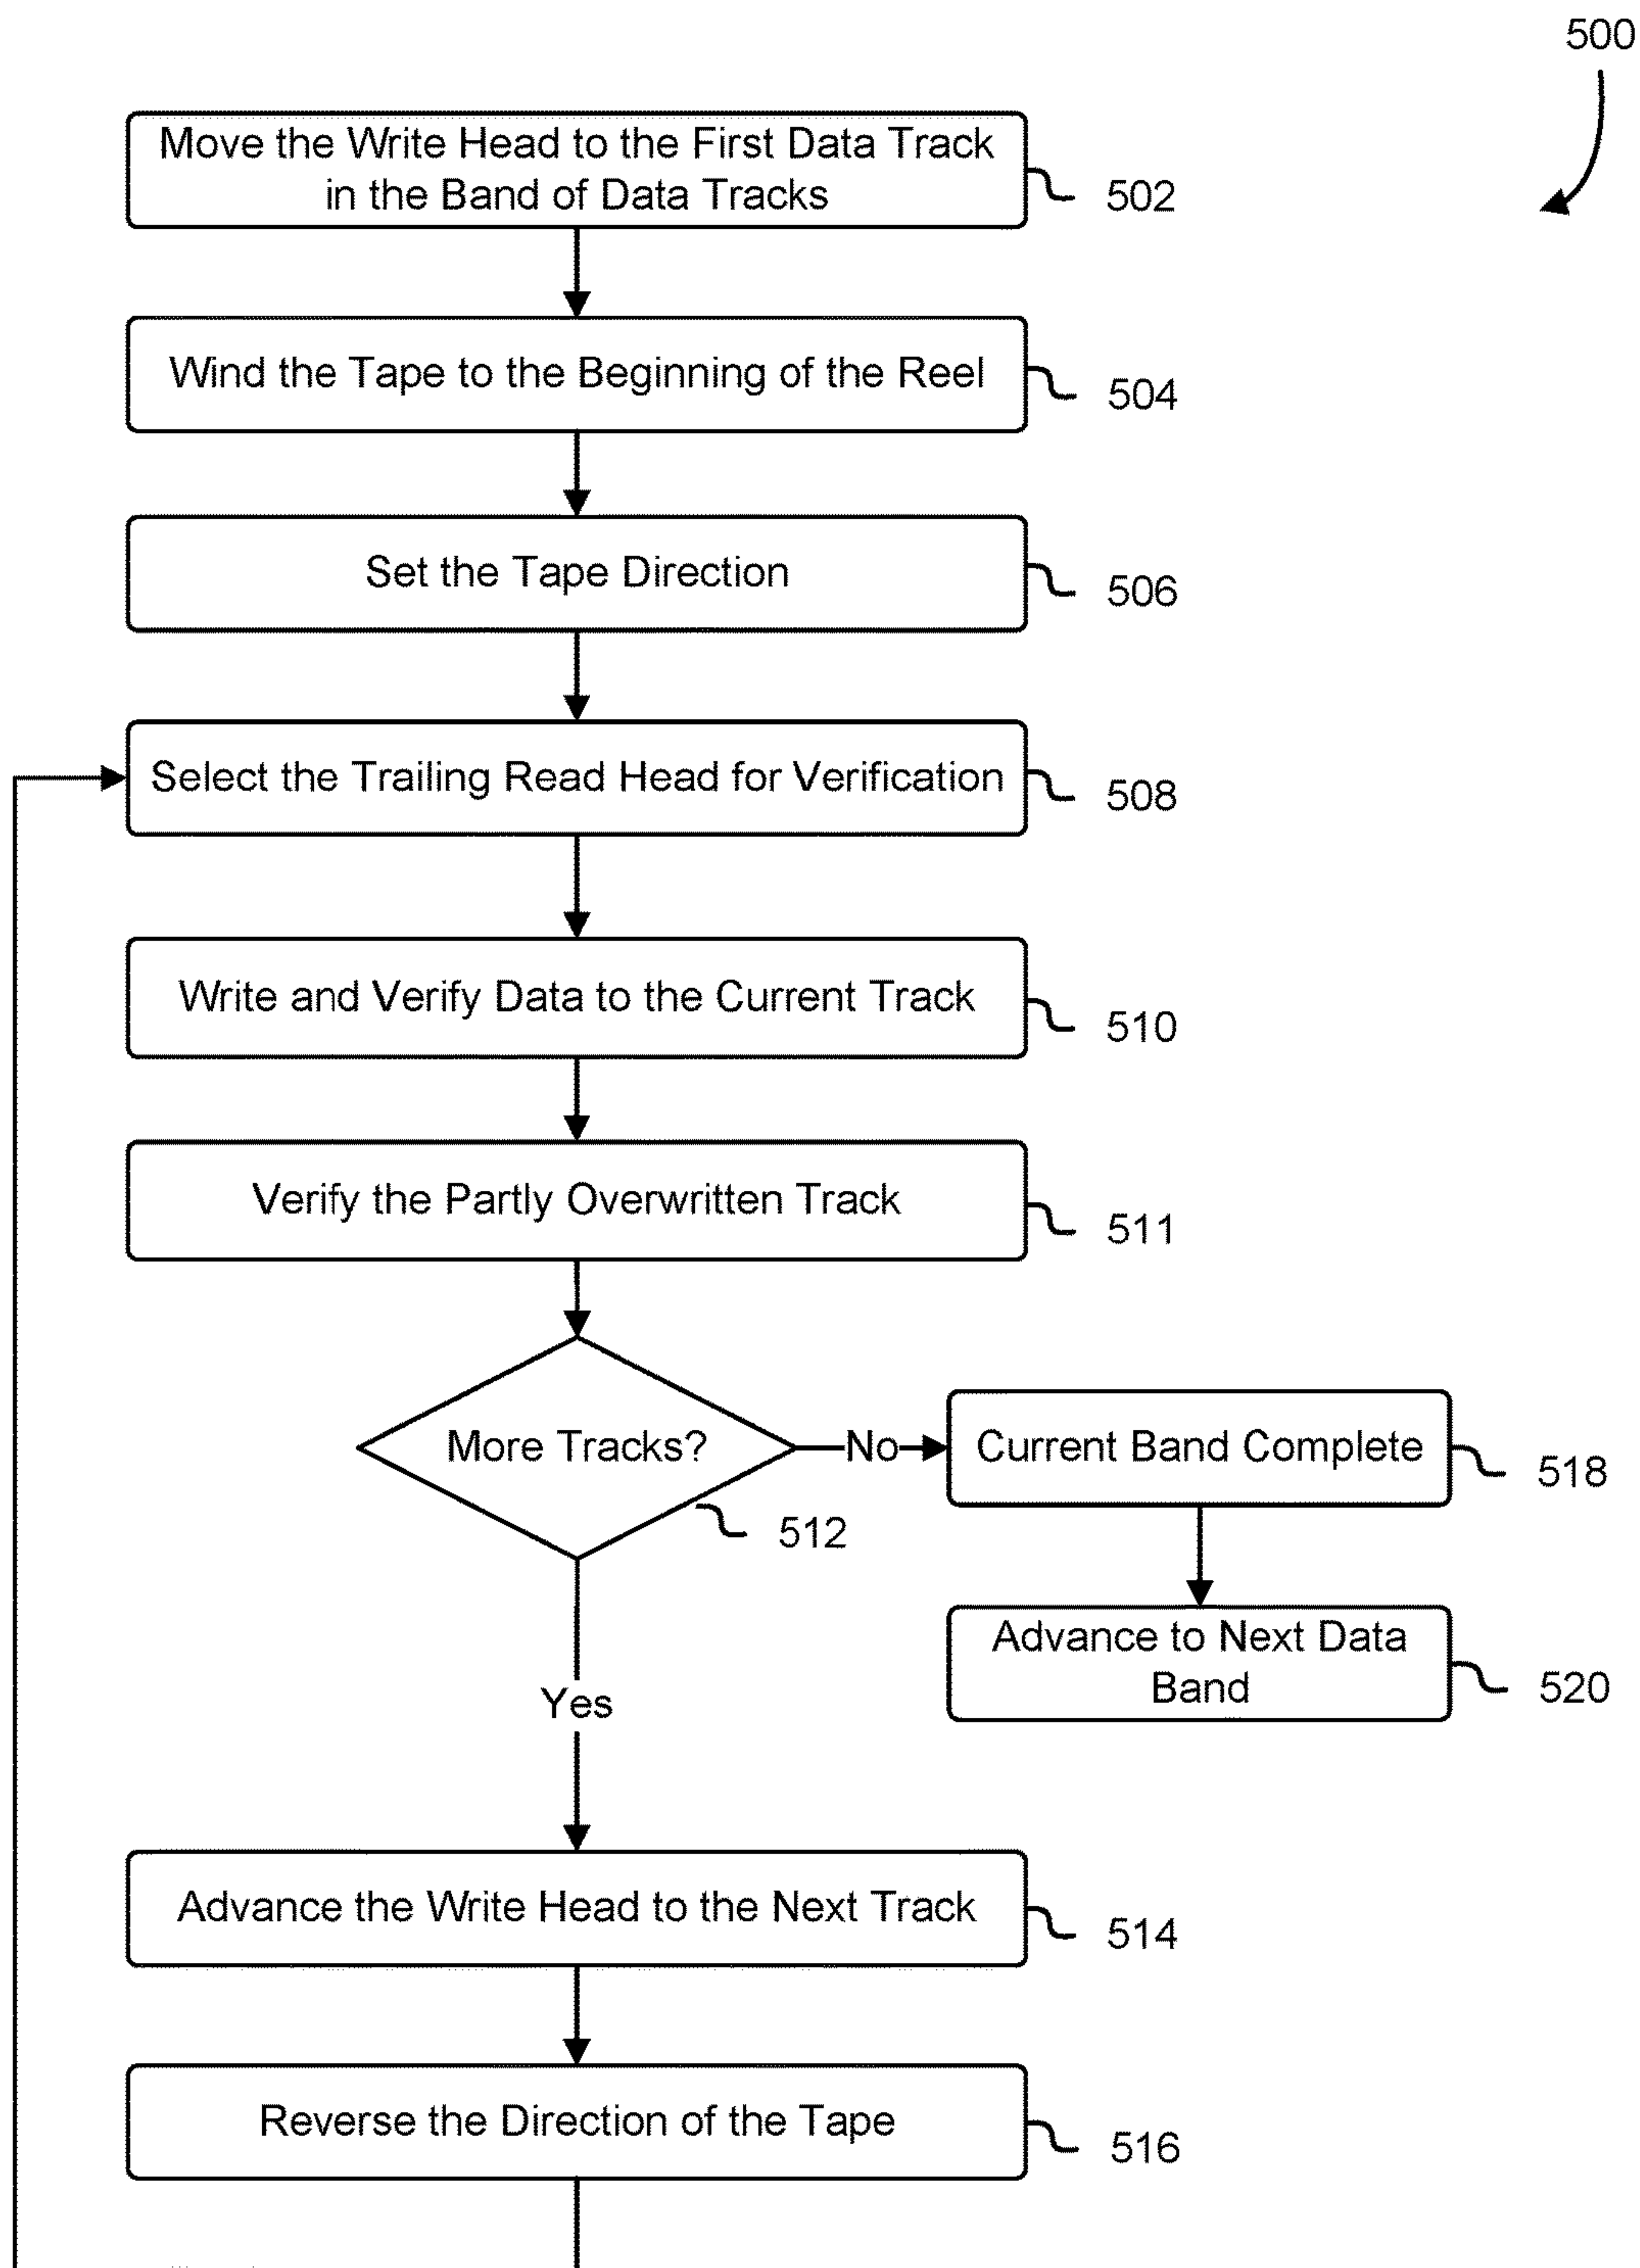 500
Move the Write Head to the First Data Track
in the Band of Data Tracks
502
Wind the Tape to the Beginning of the Reel
504
Set the Tape Direction
506
Select the Trailing Read Head for Verification
508
Write and Verify Data to the Current Track
510
Verify the Partly Overwritten Track
511
More Tracks?
512
No
Current Band Complete
518
Advance to Next Data
Band
520
Yes
Advance the Write Head to the Next Track
514
Reverse the Direction of the Tape
516